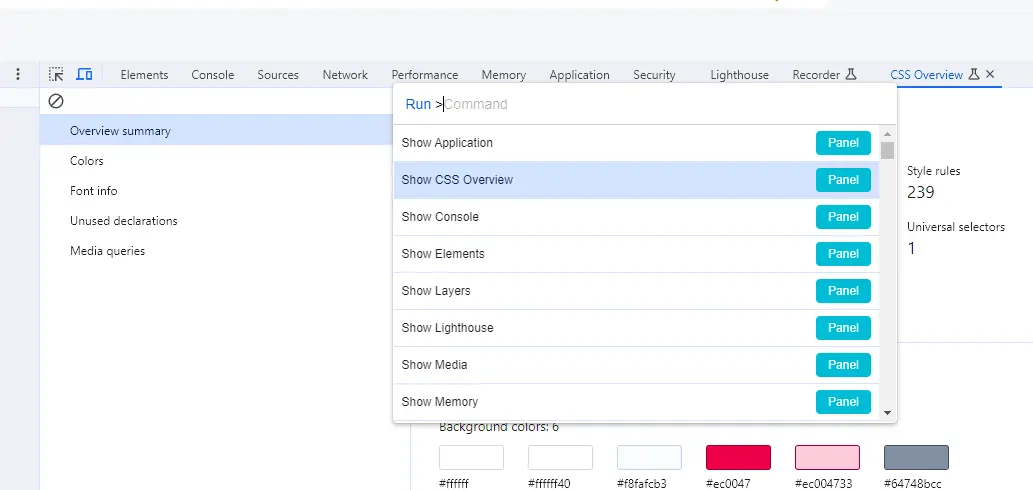 Elements Console Sources Network Performance Memory Application Security Lighthouse Recorder CSS Overview
Run >Command
Overview summary
Colors
Font info
Unused declarations
Media queries
Show Application Panel
Show CSS Overview Panel
Show Console Panel
Show Elements Panel
Show Layers Panel
Show Lighthouse Panel
Show Media Panel
Show Memory Panel
Style rules
239
Universal selectors
1
Background colors: 6
#ffffff #ffffff40 #f8fafcb3 #ec0047 #ec004733 #64748bcc